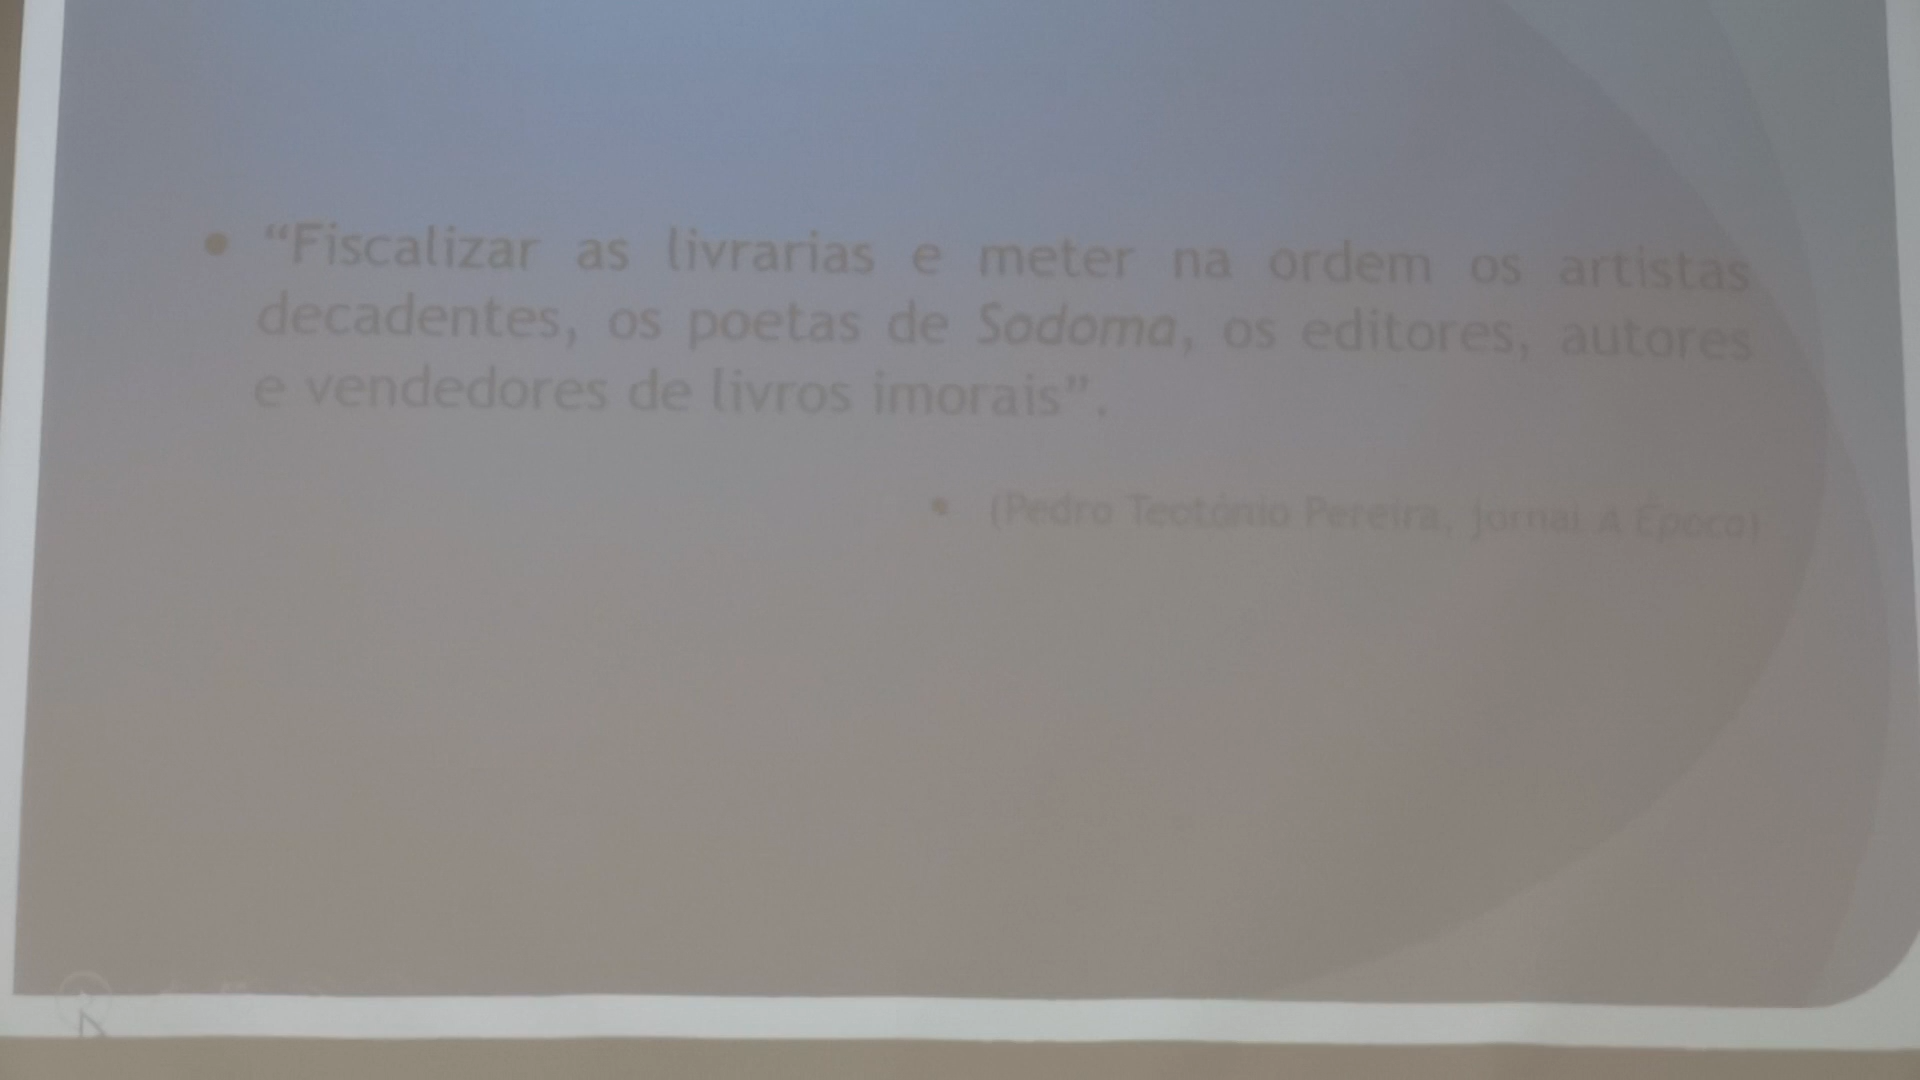 • “Fiscalizar as livrarias e meter na ordem os artistas
decadentes, os poetas de Sodoma, os editores, autores
e vendedores de livros imorais”.
• (Pedro Teotónio Pereira, jornal A Época)